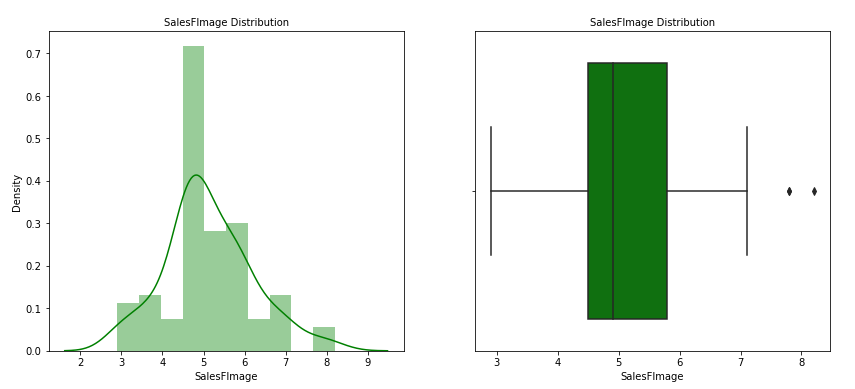 SalesFImage Distribution
0.7
0.6
0.5
0.4
0.3
0.2
0.1
0.0
Density
2 3 4 5 6 7 8 9
SalesFImage
SalesFImage Distribution
3 4 5 6 7 8
SalesFImage